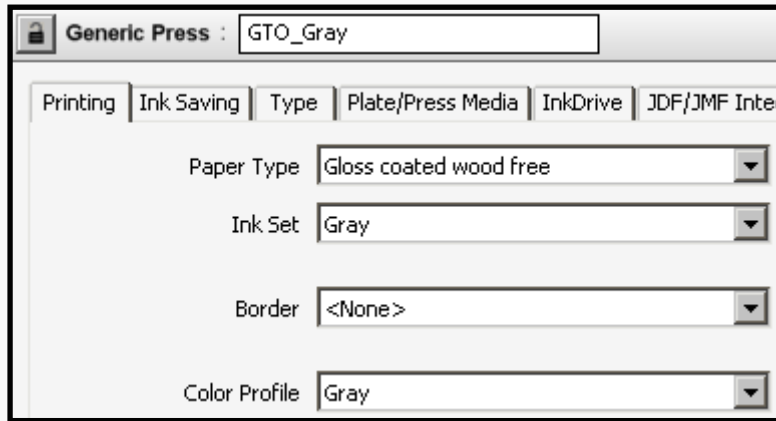 Generic Press : GTO_Gray
Printing Ink Saving Type Plate/Press Media InkDrive JDF/JMF Inte
Paper Type Gloss coated wood free
Ink Set Gray
Border <None>
Color Profile Gray